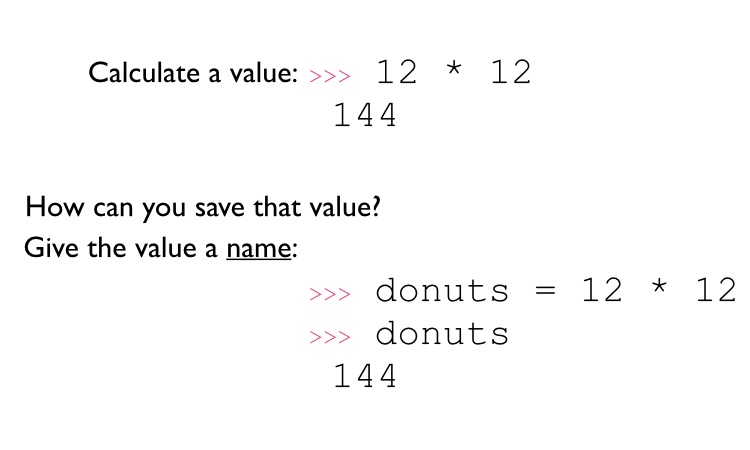 Calculate a value: >>> 12 * 12
144
How can you save that value?
Give the value a name:
>>> donuts = 12 * 12
>>> donuts
144